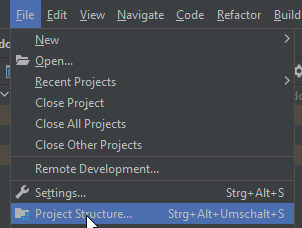 File Edit View Navigate Code Refactor Build
New
Open...
Recent Projects
Close Project
Close All Projects
Close Other Projects
Remote Development...
Settings... Strg+Alt+S
Project Structure... Strg+Alt+Umschalt+S